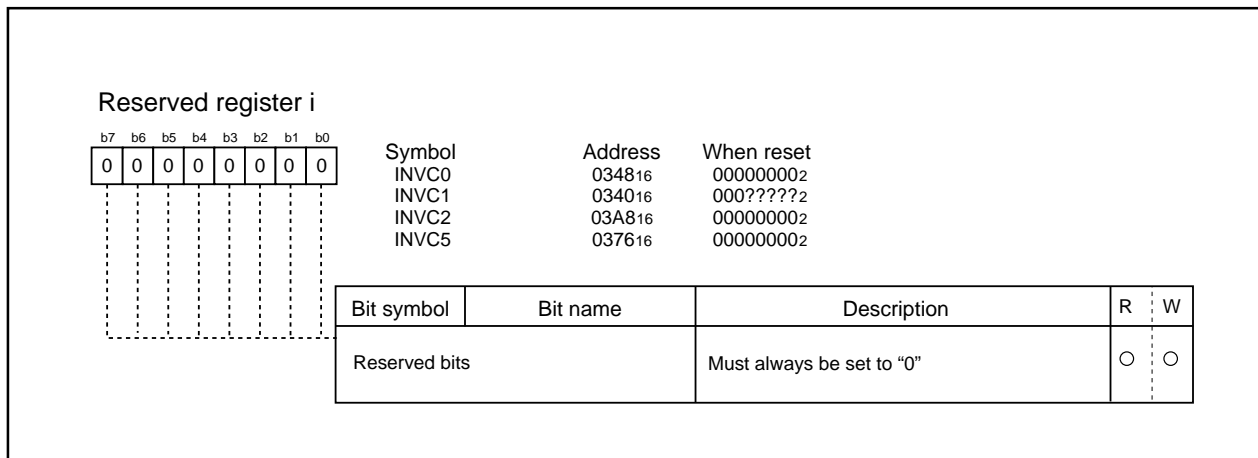 Reserved register i
b7 b6 b5 b4 b3 b2 b1 b0
0 0 0 0 0 0 0 0
Symbol Address When reset
INVC0 034816 000000002
INVC1 034016 000?????2
INVC2 03A816 000000002
INVC5 037616 000000002
Bit symbol Bit name Description R W
Reserved bits Must always be set to “0” ○ ○